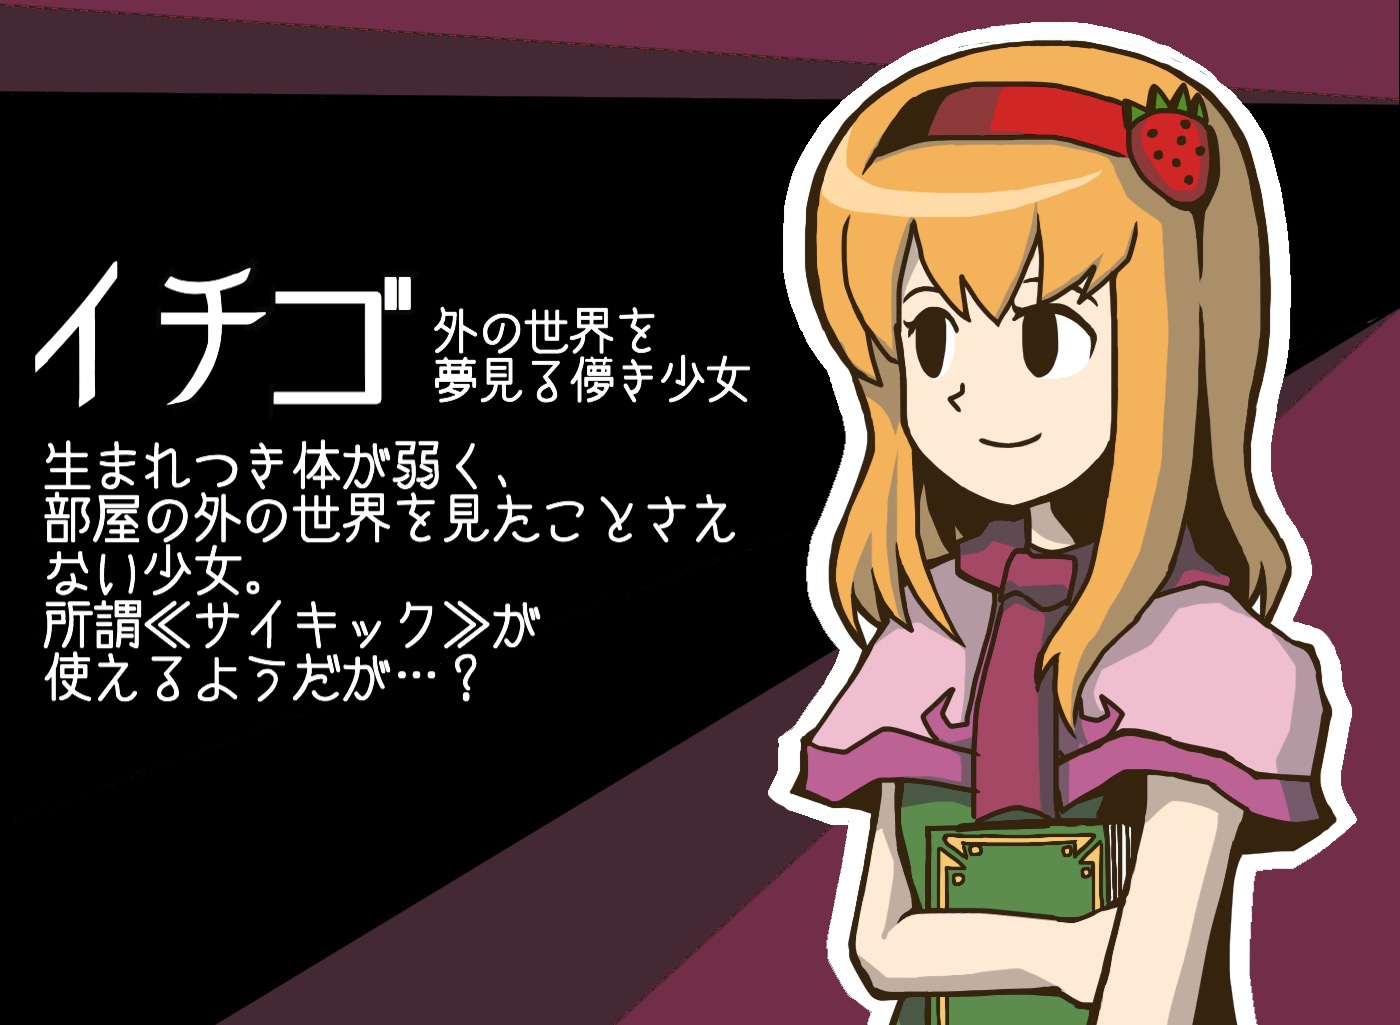 イチゴ
外の世界を
夢見る儚き少女
生まれつき体が弱く、
部屋の外の世界を見たことさえ
ない少女。
所謂≪サイキック≫が
使えるようだが…？